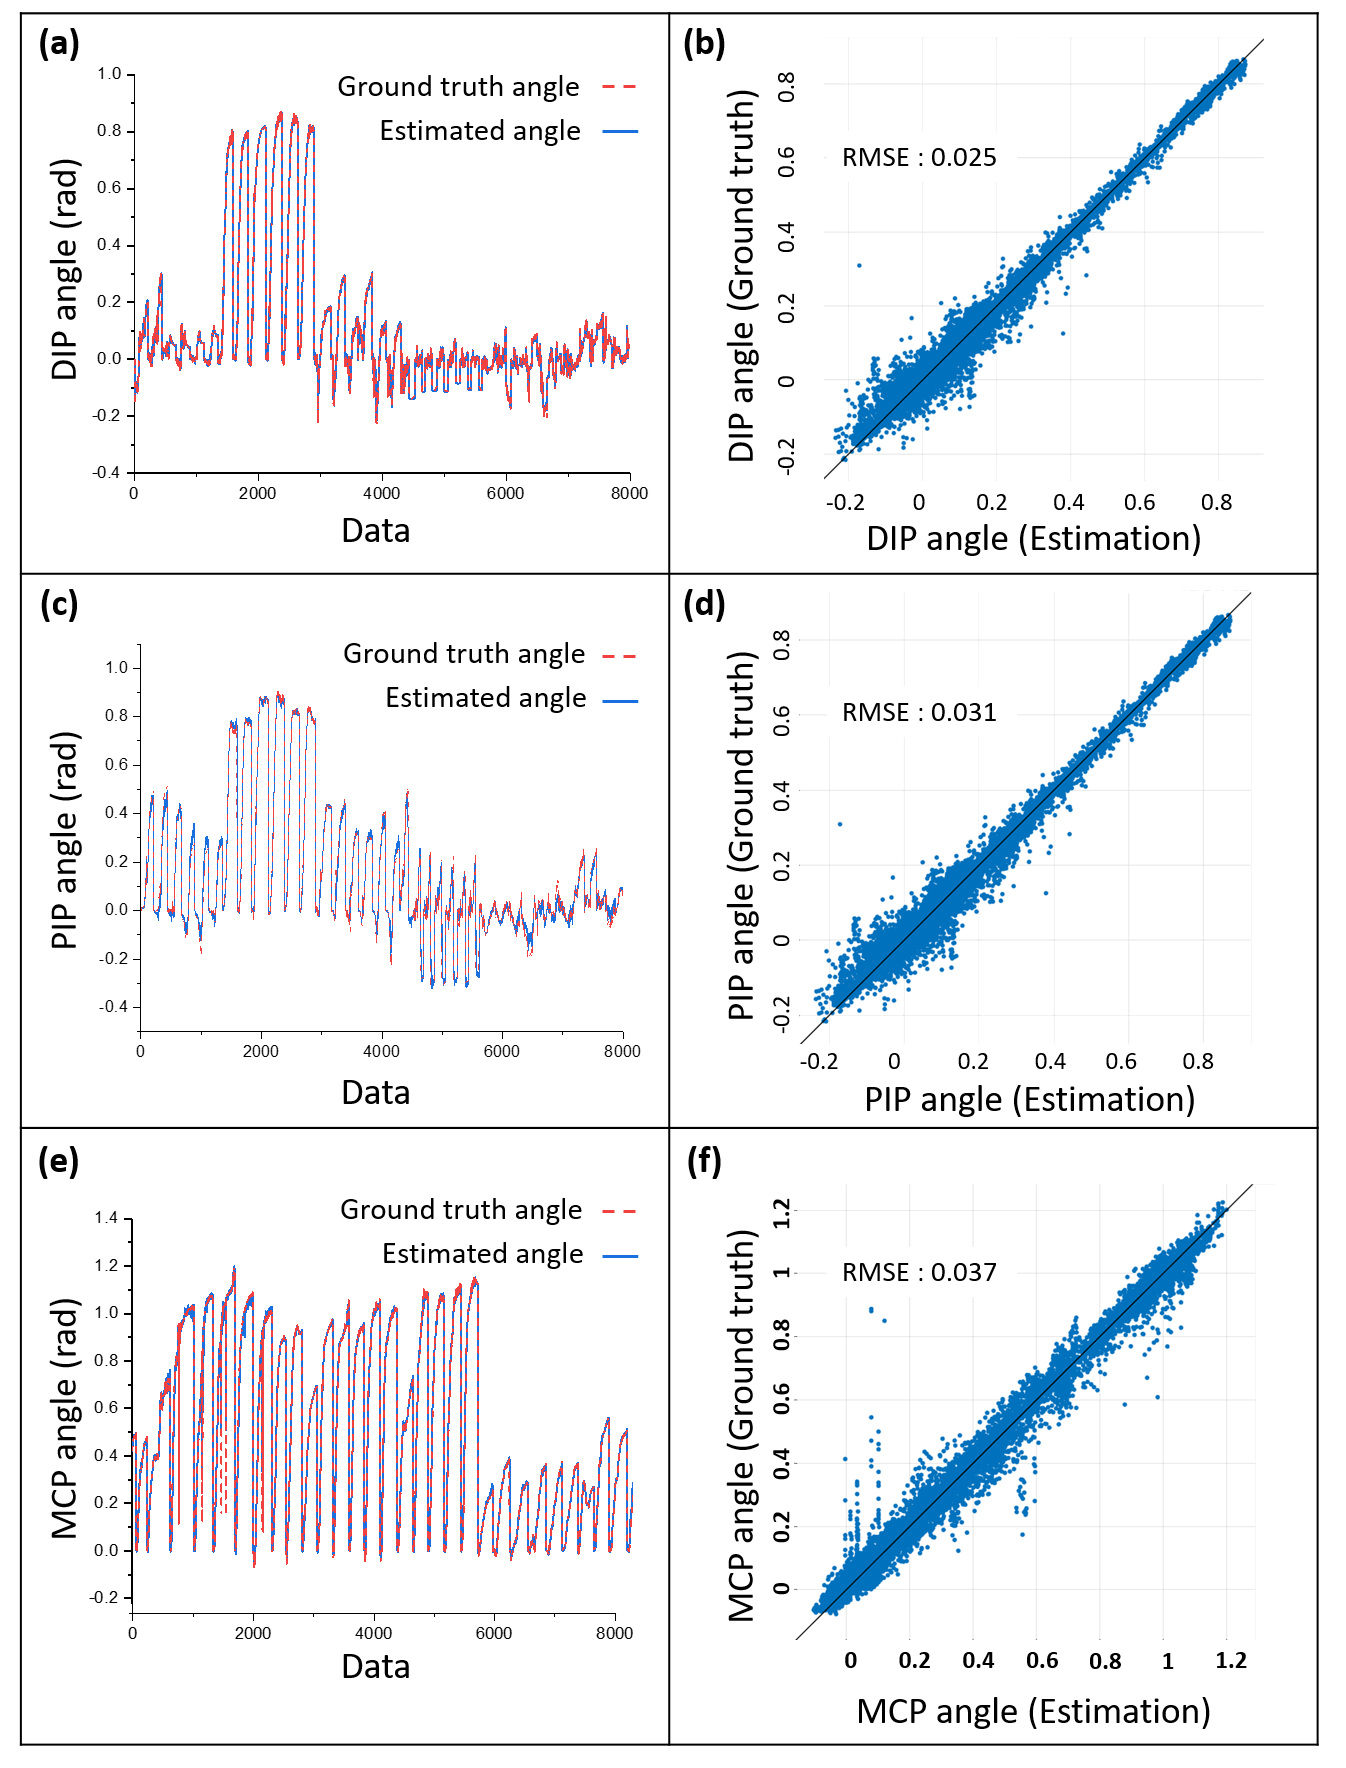 (a)
Ground truth angle
Estimated angle
DIP angle (rad)
1.0
0.8
0.6
0.4
0.2
0.0
-0.2
-0.4
0 2000 4000 6000 8000
Data
(b)
RMSE : 0.025
DIP angle (Ground truth)
0.8
0.6
0.4
0.2
0
-0.2
-0.2 0 0.2 0.4 0.6 0.8
DIP angle (Estimation)
(c)
Ground truth angle
Estimated angle
PIP angle (rad)
1.0
0.8
0.6
0.4
0.2
0.0
-0.2
-0.4
0 2000 4000 6000 8000
Data
(d)
RMSE : 0.031
PIP angle (Ground truth)
0.8
0.6
0.4
0.2
0
-0.2
-0.2 0 0.2 0.4 0.6 0.8
PIP angle (Estimation)
(e)
Ground truth angle
Estimated angle
MCP angle (rad)
1.4
1.2
1.0
0.8
0.6
0.4
0.2
0.0
-0.2
0 2000 4000 6000 8000
Data
(f)
RMSE : 0.037
MCP angle (Ground truth)
1.2
1
0.8
0.6
0.4
0.2
0
0 0.2 0.4 0.6 0.8 1 1.2
MCP angle (Estimation)